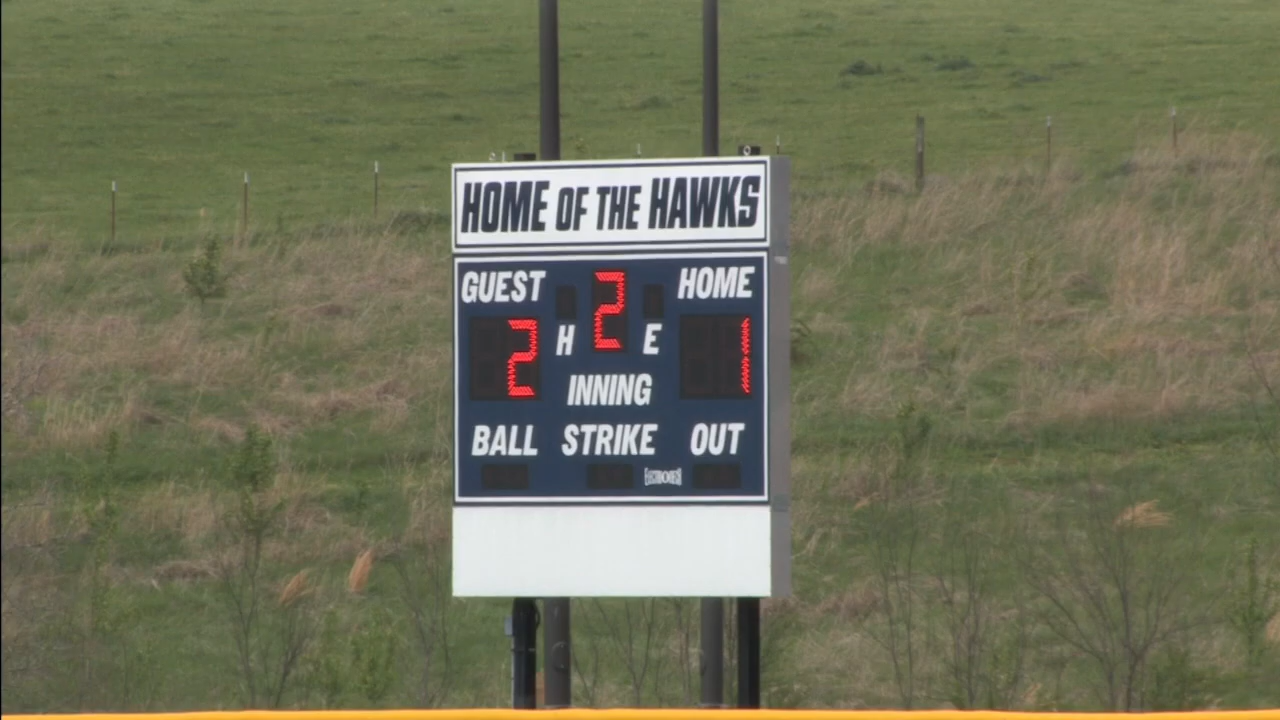 HOME OF THE HAWKS
GUEST 2 HOME
2 H E 1
INNING
BALL STRIKE OUT